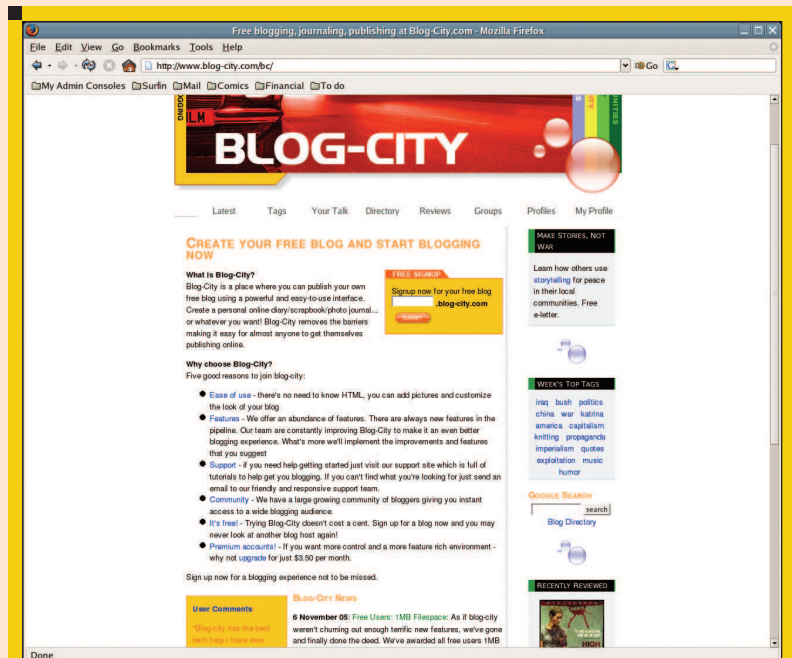 Free blogging, journaling, publishing at Blog-City.com - Mozilla Firefox
File Edit View Go Bookmarks Tools Help
http://www.blog-city.com/bc/
Go
My Admin Consoles Surfin Mail Comics Financial To do
LM
BLOG-CITY
Latest Tags Your Talk Directory Reviews Groups Profiles My Profile
CREATE YOUR FREE BLOG AND START BLOGGING
NOW
What is Blog-City?
Blog-City is a place where you can publish your own
free blog using a powerful and easy-to-use interface.
Create a personal online diary/scrapbook/photo journal...
or whatever you want! Blog-City removes the barriers
making it easy for almost anyone to get themselves
publishing online.
FREE SIGNUP
Signup now for your free blog
.blog-city.com
SUBMIT
Why choose Blog-City?
Five good reasons to join blog-city:
Ease of use - there's no need to know HTML, you can add pictures and customize
the look of your blog
Features - We offer an abundance of features. There are always new features in the
pipeline. Our team are constantly improving Blog-City to make it an even better
blogging experience. What's more we'll implement the improvements and features
that you suggest
Support - if you need help getting started just visit our support site which is full of
tutorials to help get you blogging. If you can't find what you're looking for just send an
email to our friendly and responsive support team.
Community - We have a large growing community of bloggers giving you instant
access to a wide blogging audience.
It's free! - Trying Blog-City doesn't cost a cent. Sign up for a blog now and you may
never look at another blog host again!
Premium accounts! - If you want more control and a more feature rich environment -
why not upgrade for just $3.50 per month.
Sign up now for a blogging experience not to be missed.
User Comments:
"Blog-city has the best
tech help I have ever
BLOG-CITY NEWS
6 November 05: Free Users: 1MB Filespace: As if blog-city
weren't churning out enough terrific new features, we've gone
and finally done the deed. We've awarded all free users 1MB
MAKE STORIES, NOT
WAR
Learn how others use
storytelling for peace
in their local
communities. Free
e-letter.
WEEK'S TOP TAGS
iraq bush politics
china war katrina
america capitalism
knitting propaganda
imperialism quotes
exploitation music
humor
GOOGLE SEARCH
search
Blog Directory
RECENTLY REVIEWED
WIDESCREEN
HIGH
Done